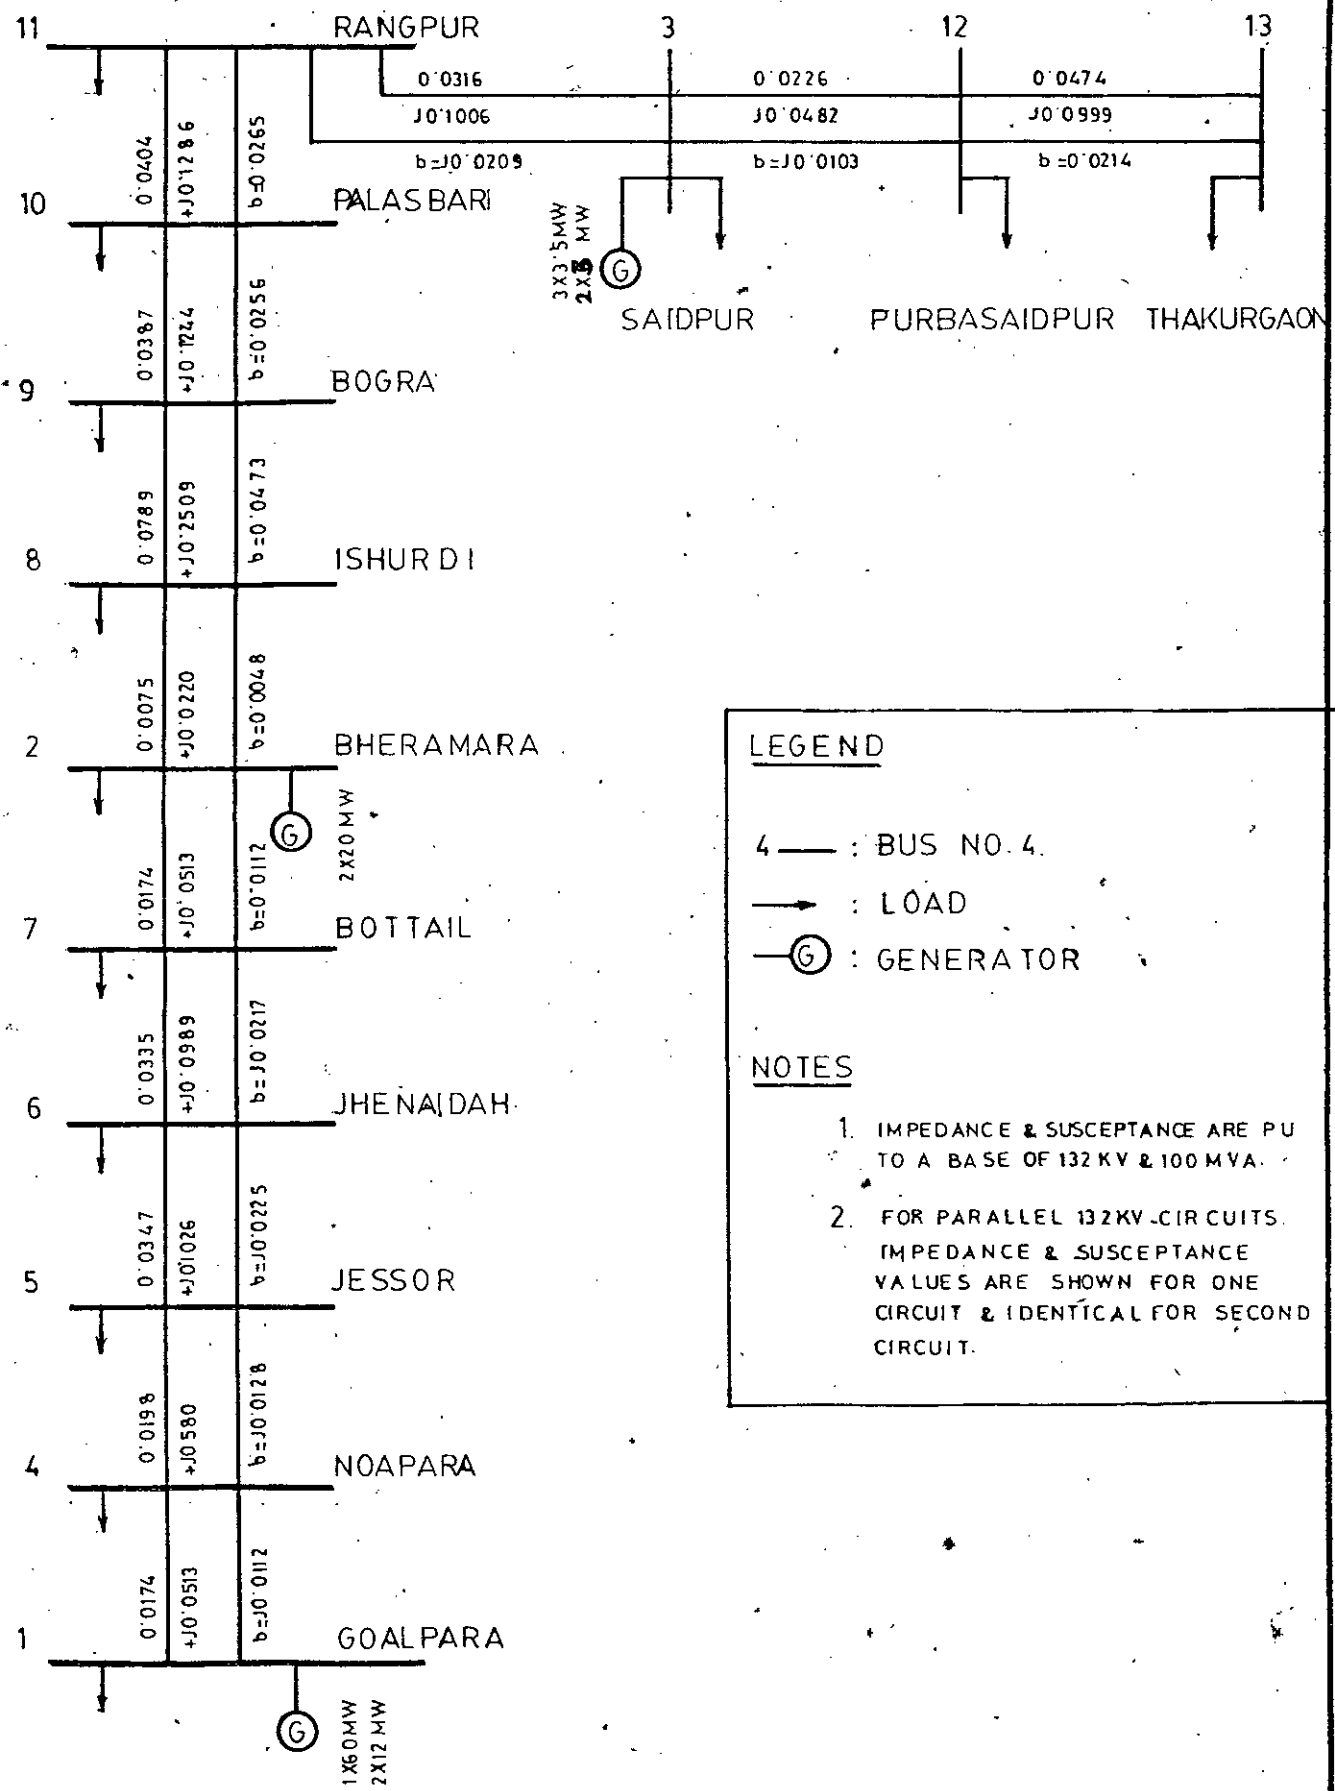 11 RANGPUR 3 12 13
0.0316 0.0226 0.0474
J0.1006 J0.0482 J0.0999
b=J0.0209 b=J0.0103 b=0.0214
0.0404
+J0.1286
b=0.0265
10 PALASBARI
3X3.5MW
MW
G
SAIDPUR PURBASAIDPUR THAKURGAON
0.0387
+J0.1244
b=0.0256
9 BOGRA
0.0789
+J0.2509
b=0.0473
8 ISHURDI
0.0075
+J0.0220
b=0.0048
2 BHERAMARA
G
2X20MW
0.0174
+J0.0513
b=0.0112
7 BOTTAIL
0.0335
+J0.0989
b=J0.0217
6 JHENAIDAH
0.0347
+J0.1026
b=J0.0225
5 JESSOR
0.0198
+J0.580
b=J0.0128
4 NOAPARA
0.0174
+J0.0513
b=J0.0112
1 GOALPARA
G
1X60MW
2X12MW
LEGEND
4 : BUS NO. 4.
: LOAD
G : GENERATOR
NOTES
1. IMPEDANCE & SUSCEPTANCE ARE PU
TO A BASE OF 132 KV & 100 MVA.
2. FOR PARALLEL 132KV-CIRCUITS.
IMPEDANCE & SUSCEPTANCE
VALUES ARE SHOWN FOR ONE
CIRCUIT & IDENTICAL FOR SECOND
CIRCUIT.